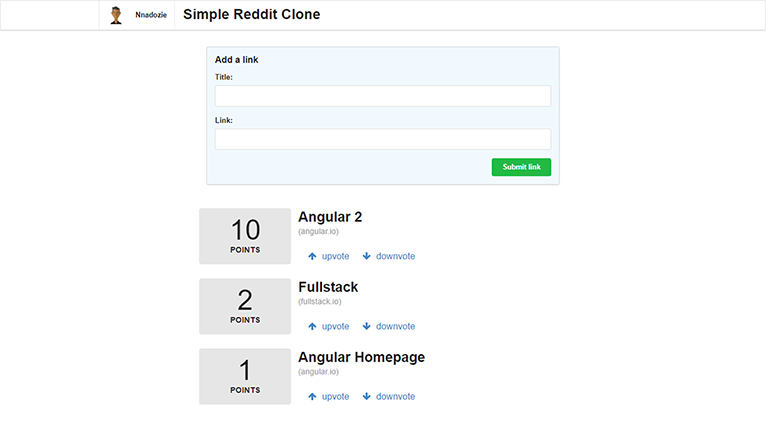 Nnadozie Simple Reddit Clone
Add a link
Title:
Link:
Submit link
10
POINTS
Angular 2
(angular.io)
upvote downvote
2
POINTS
Fullstack
(fullstack.io)
upvote downvote
1
POINTS
Angular Homepage
(angular.io)
upvote downvote